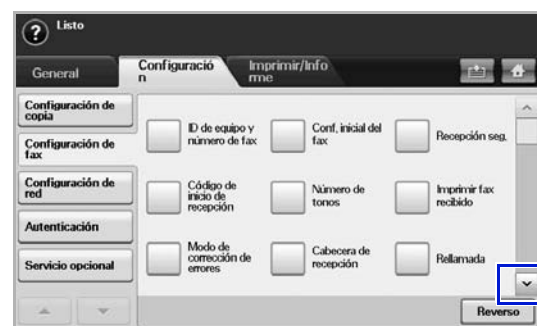 Listo
General
Configuració
n
Imprimir/Info
rme
Configuración de
copia
Configuración de
fax
Configuración de
red
Autenticación
Servicio opcional
ID de equipo y
número de fax
Conf. inicial del
fax
Recepción seg.
Código de
inicio de
recepción
Número de
tonos
Imprimir fax
recibido
Modo de
corrección de
errores
Cabecera de
recepción
Rellamada
Reverso